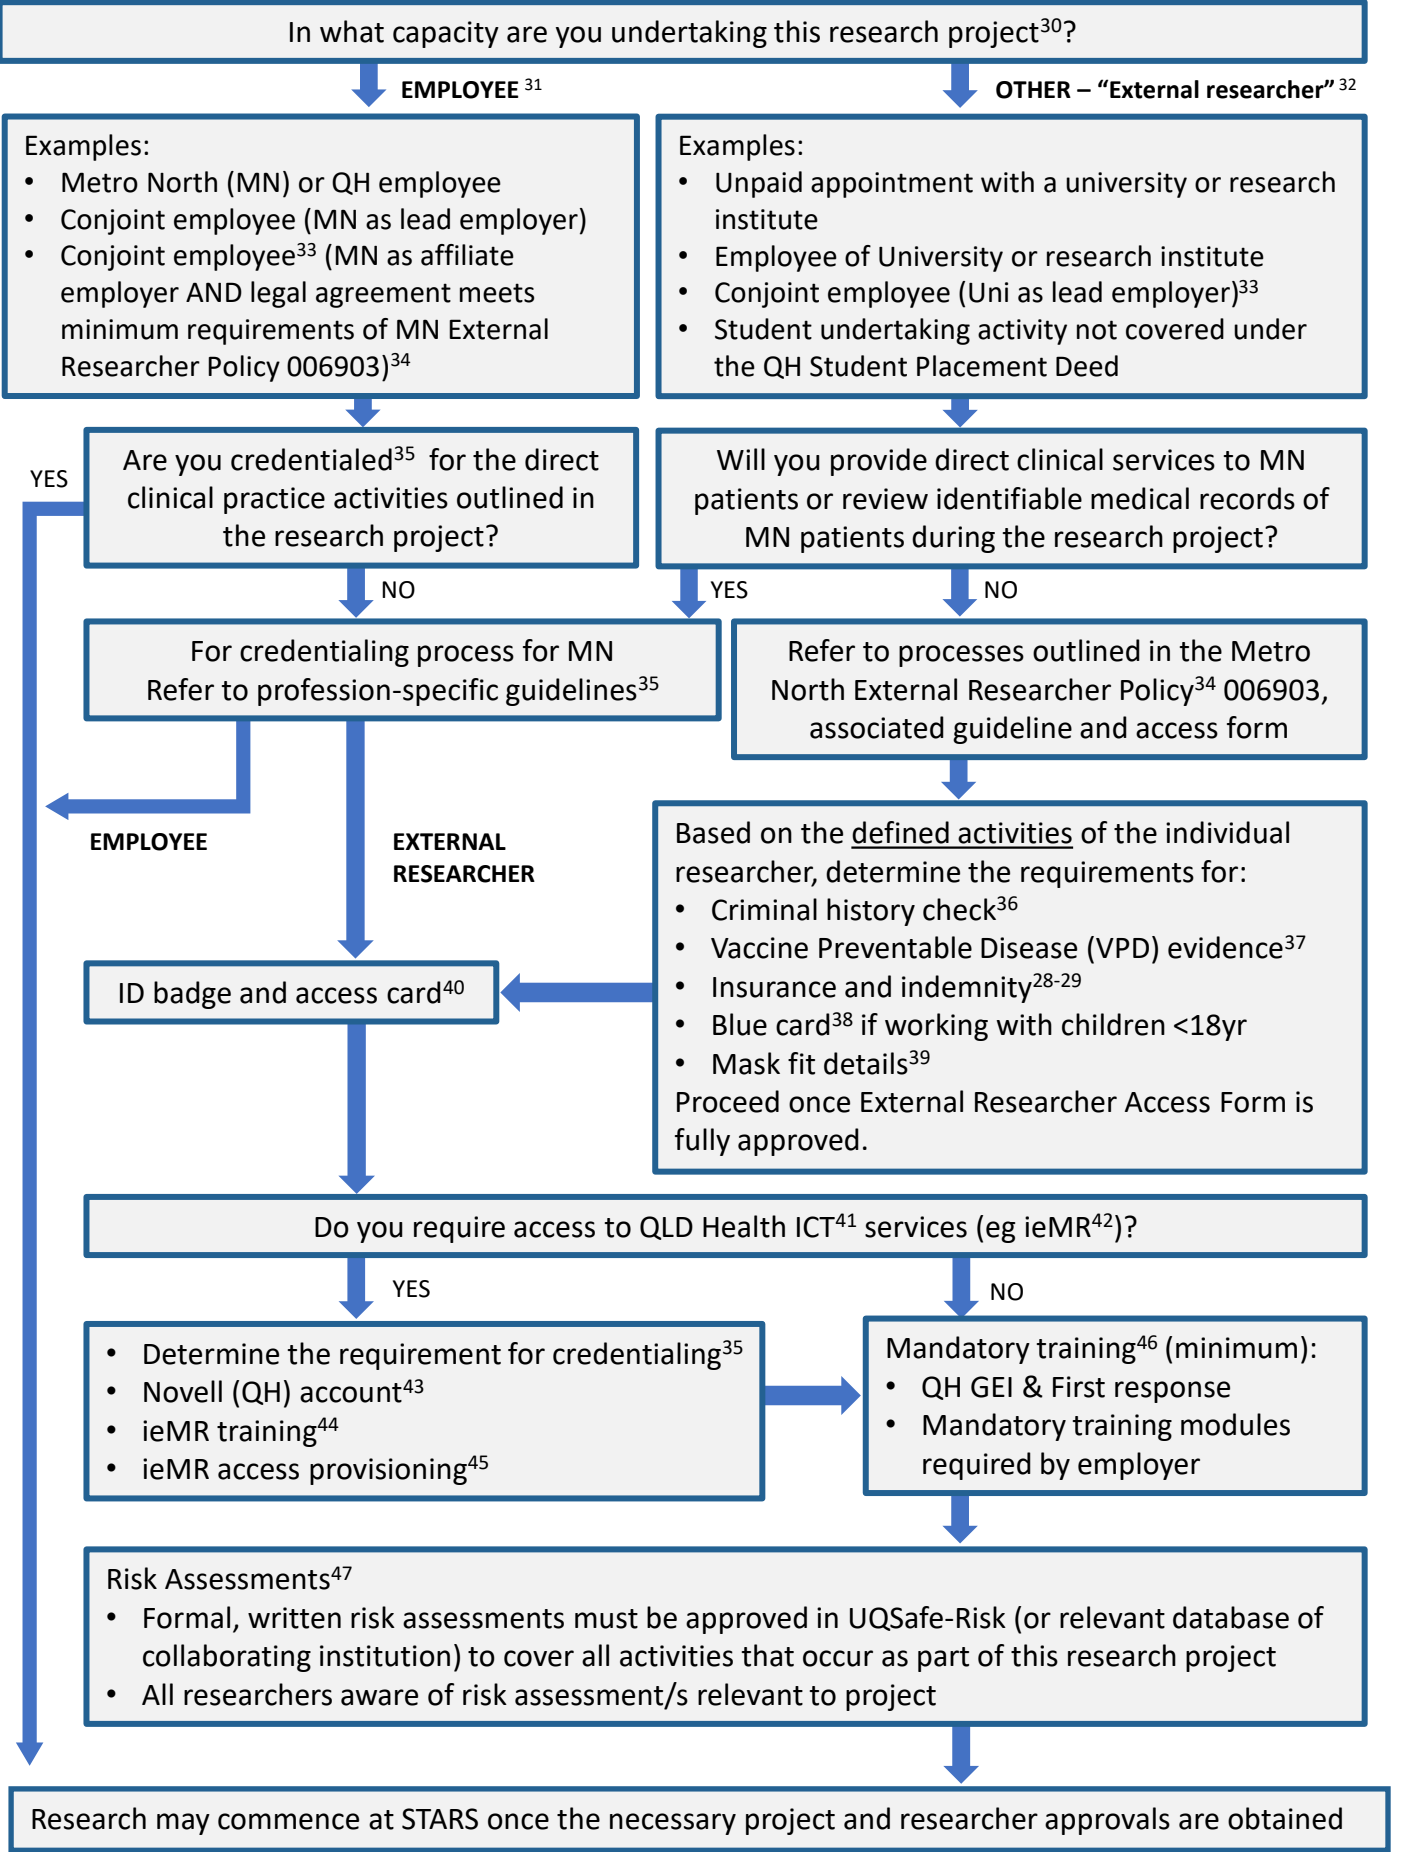 In what capacity are you undertaking this research project30?
EMPLOYEE 31
OTHER – “External researcher” 32
Examples:
• Metro North (MN) or QH employee
• Conjoint employee (MN as lead employer)
• Conjoint employee33 (MN as affiliate
employer AND legal agreement meets
minimum requirements of MN External
Researcher Policy 006903)34
Examples:
• Unpaid appointment with a university or research
institute
• Employee of University or research institute
• Conjoint employee (Uni as lead employer)33
• Student undertaking activity not covered under
the QH Student Placement Deed
YES
Are you credentialed35 for the direct
clinical practice activities outlined in
the research project?
Will you provide direct clinical services to MN
patients or review identifiable medical records of
MN patients during the research project?
NO
YES
NO
For credentialing process for MN
Refer to profession-specific guidelines35
Refer to processes outlined in the Metro
North External Researcher Policy34 006903,
associated guideline and access form
EMPLOYEE
EXTERNAL
RESEARCHER
Based on the defined activities of the individual
researcher, determine the requirements for:
• Criminal history check36
• Vaccine Preventable Disease (VPD) evidence37
• Insurance and indemnity28-29
• Blue card38 if working with children <18yr
• Mask fit details39
Proceed once External Researcher Access Form is
fully approved.
ID badge and access card40
Do you require access to QLD Health ICT41 services (eg ieMR42)?
YES
NO
• Determine the requirement for credentialing35
• Novell (QH) account43
• ieMR training44
• ieMR access provisioning45
Mandatory training46 (minimum):
• QH GEI & First response
• Mandatory training modules
required by employer
Risk Assessments47
• Formal, written risk assessments must be approved in UQSafe-Risk (or relevant database of
collaborating institution) to cover all activities that occur as part of this research project
• All researchers aware of risk assessment/s relevant to project
Research may commence at STARS once the necessary project and researcher approvals are obtained